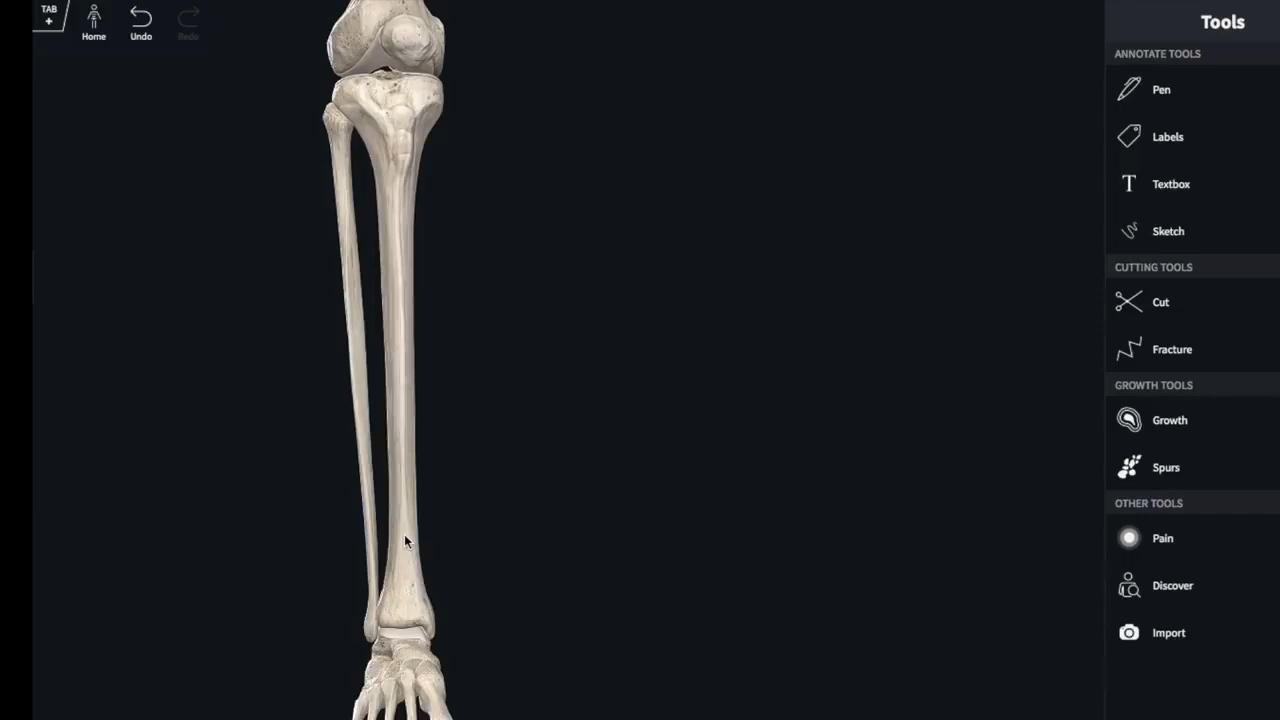 TAB
+
Home
Undo
Redo
Tools
ANNOTATE TOOLS
Pen
Labels
T Textbox
Sketch
CUTTING TOOLS
Cut
Fracture
GROWTH TOOLS
Growth
Spurs
OTHER TOOLS
Pain
Discover
Import